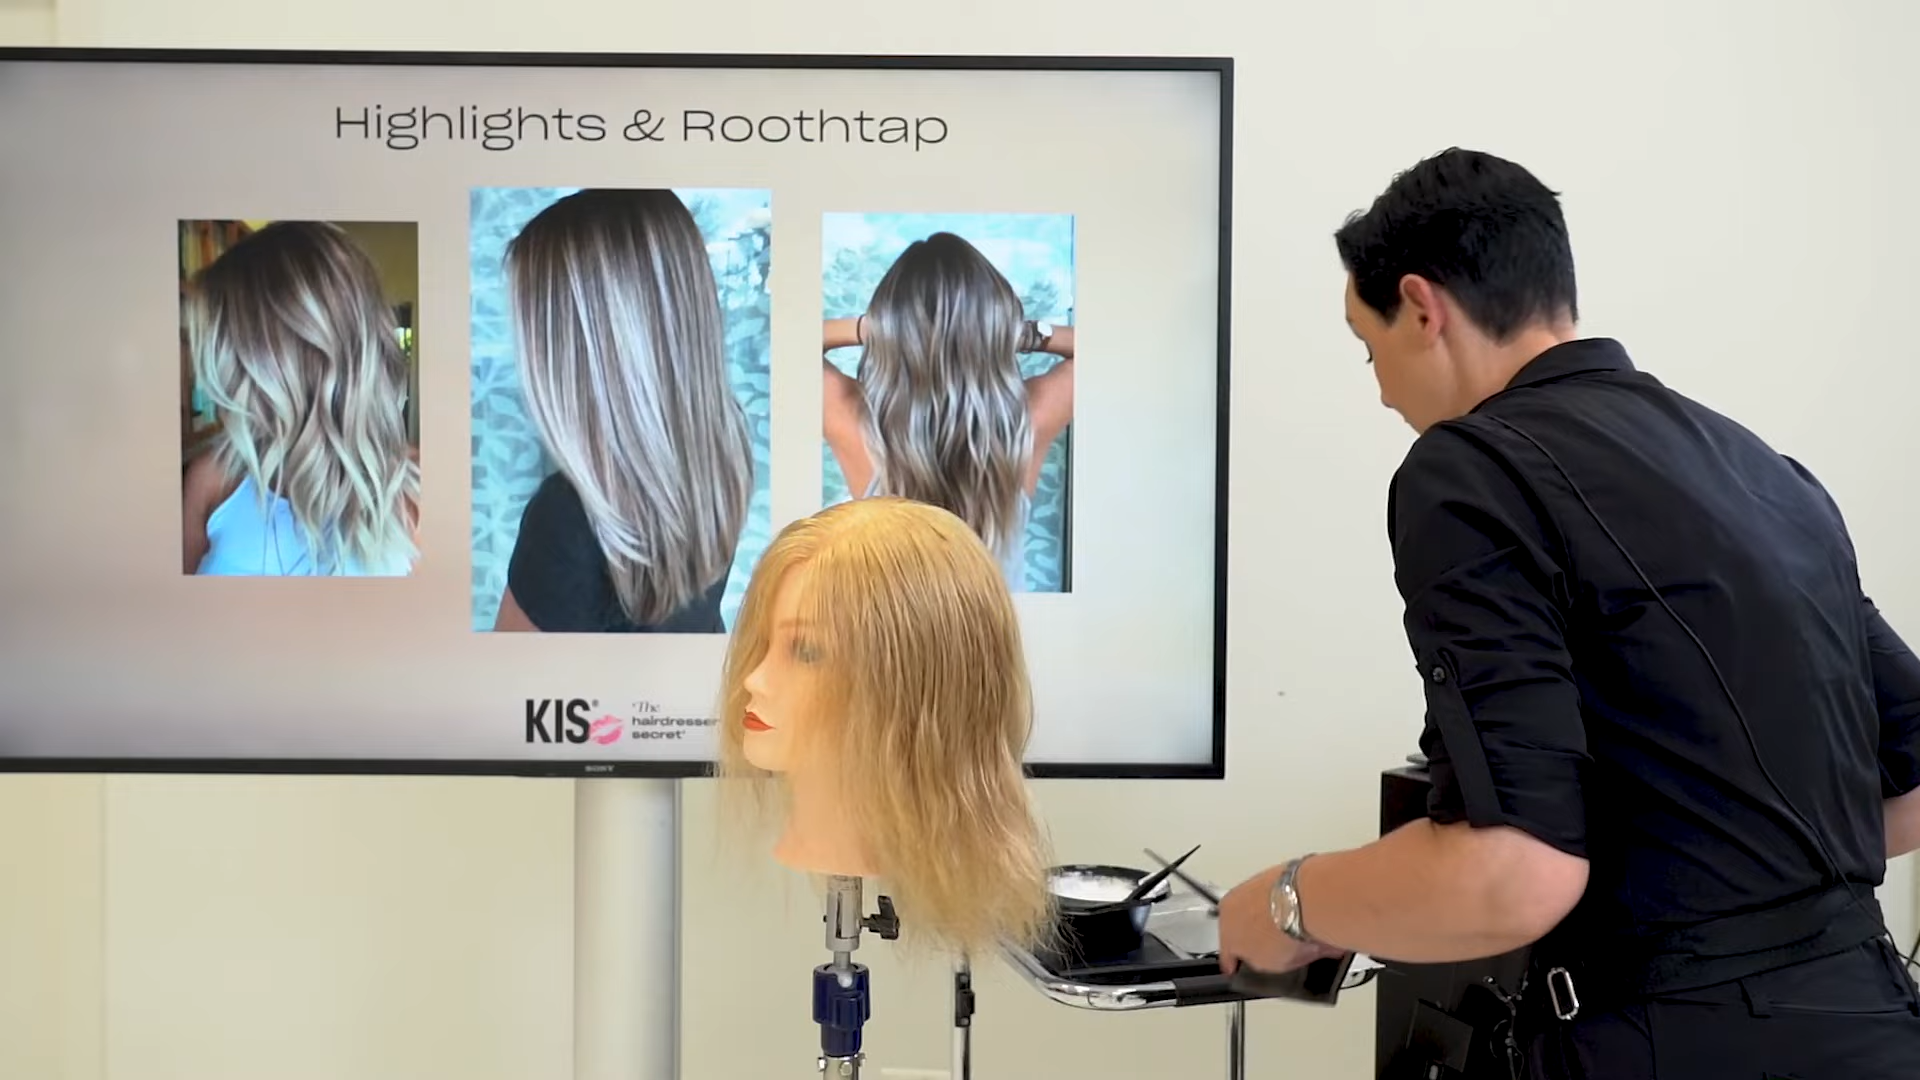 Highlights & Roothtap
KIS®
'The
hairdresser
secret'
SONY